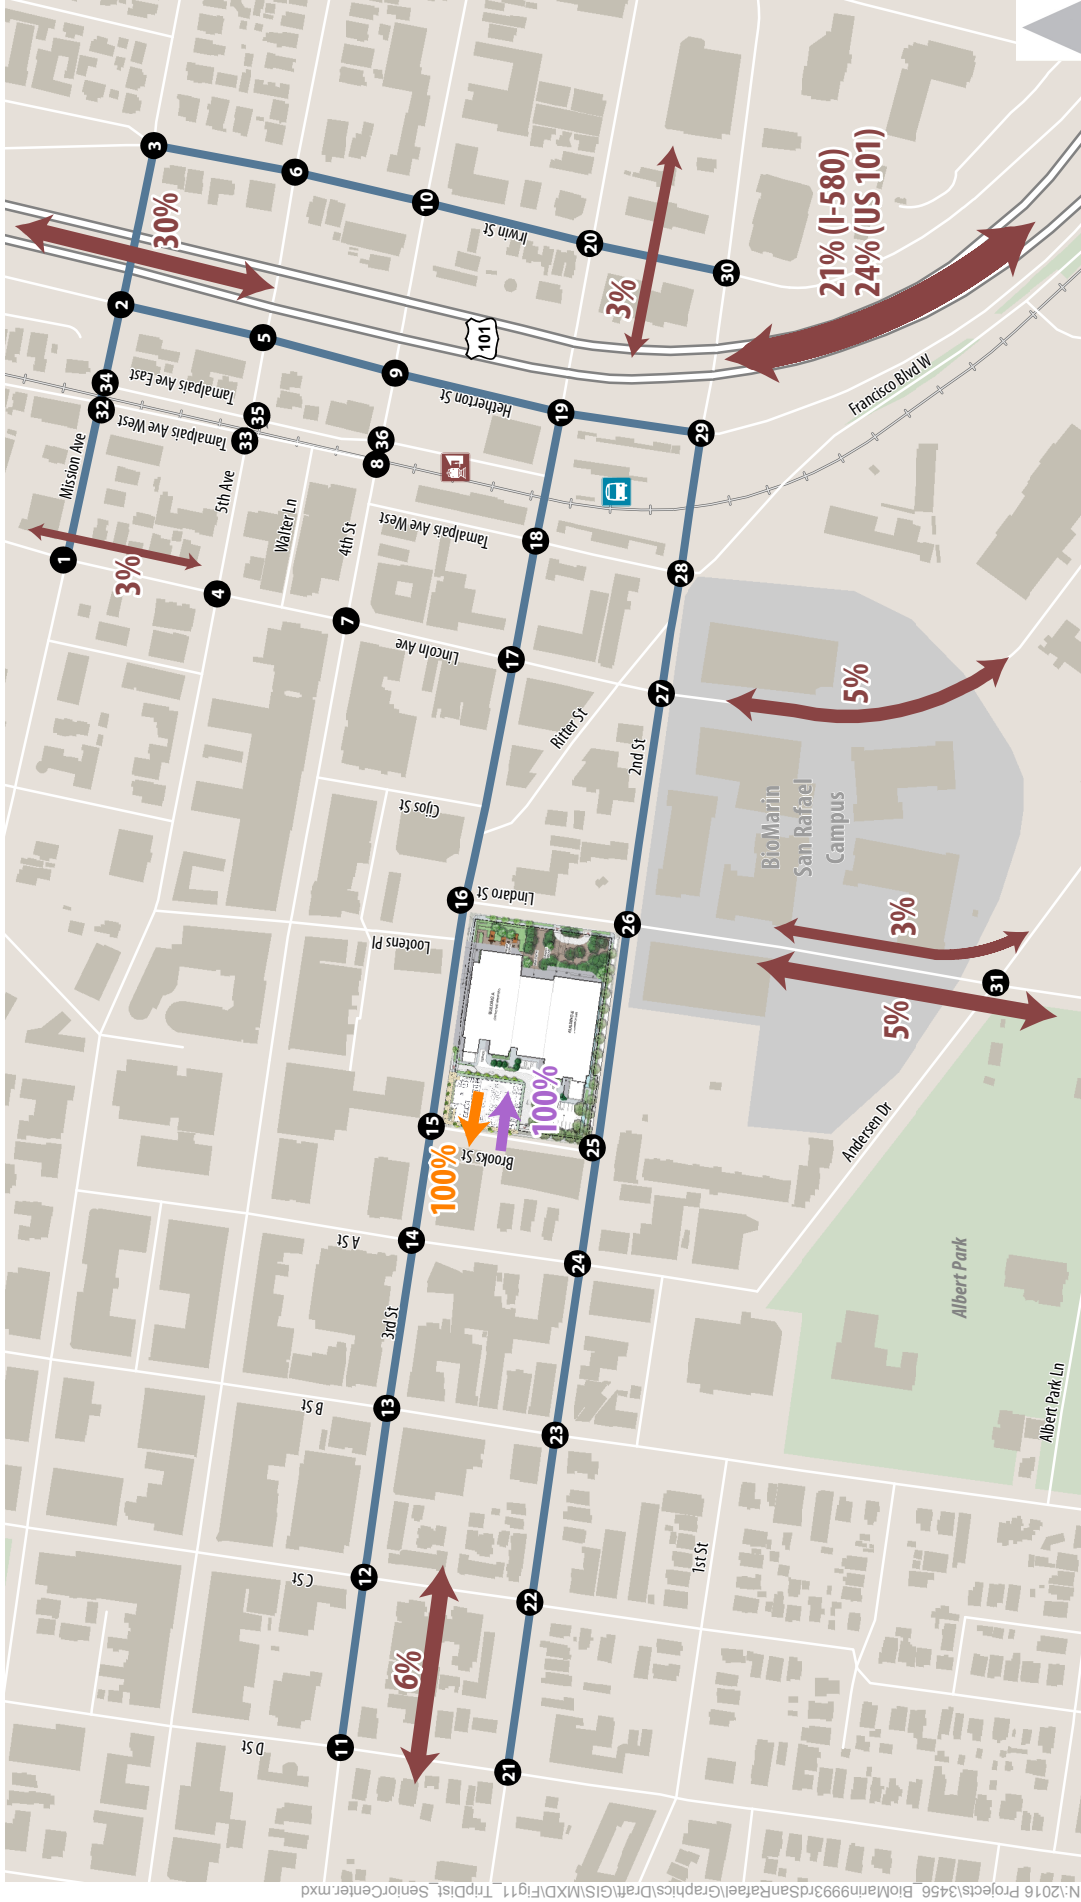 3
30%
6
10
Irwin St
20
3%
30
21% (I-580)
24% (US 101)
2
5
101
9
Hetherton St
19
29
Francisco Blvd W
34
32
Tamalpais Ave East
Tamalpais Ave West
35
33
36
8
Mission Ave
5th Ave
Walter Ln
4th St
Tamalpais Ave West
1
3%
4
7
Lincoln Ave
17
18
28
27
Ritter St
2nd St
5%
Cijos St
BioMarin
San Rafael
Campus
16
Lindaro St
Lootens Pl
26
3%
5%
31
15
100%
100%
Brooks St
25
Andersen Dr
A St
14
24
3rd St
Albert Park
Albert Park Ln
B St
13
23
1st St
C St
12
22
6%
D St
11
21
N:\2016 Projects\3456_BioMarin9993rdSanRafael\Graphics\Draft\GIS\MXD\Fig11_TripDist_SeniorCenter.mxd